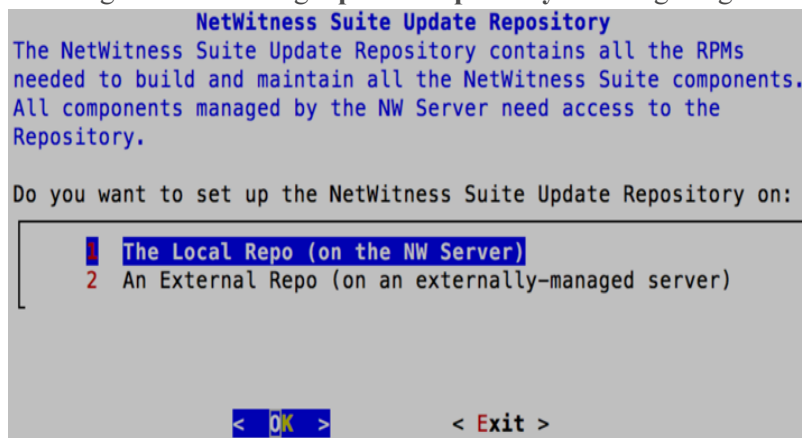 NetWitness Suite Update Repository
The NetWitness Suite Update Repository contains all the RPMs
needed to build and maintain all the NetWitness Suite components.
All components managed by the NW Server need access to the
Repository.
Do you want to set up the NetWitness Suite Update Repository on:
1 The Local Repo (on the NW Server)
2 An External Repo (on an externally-managed server)
< OK > < Exit >